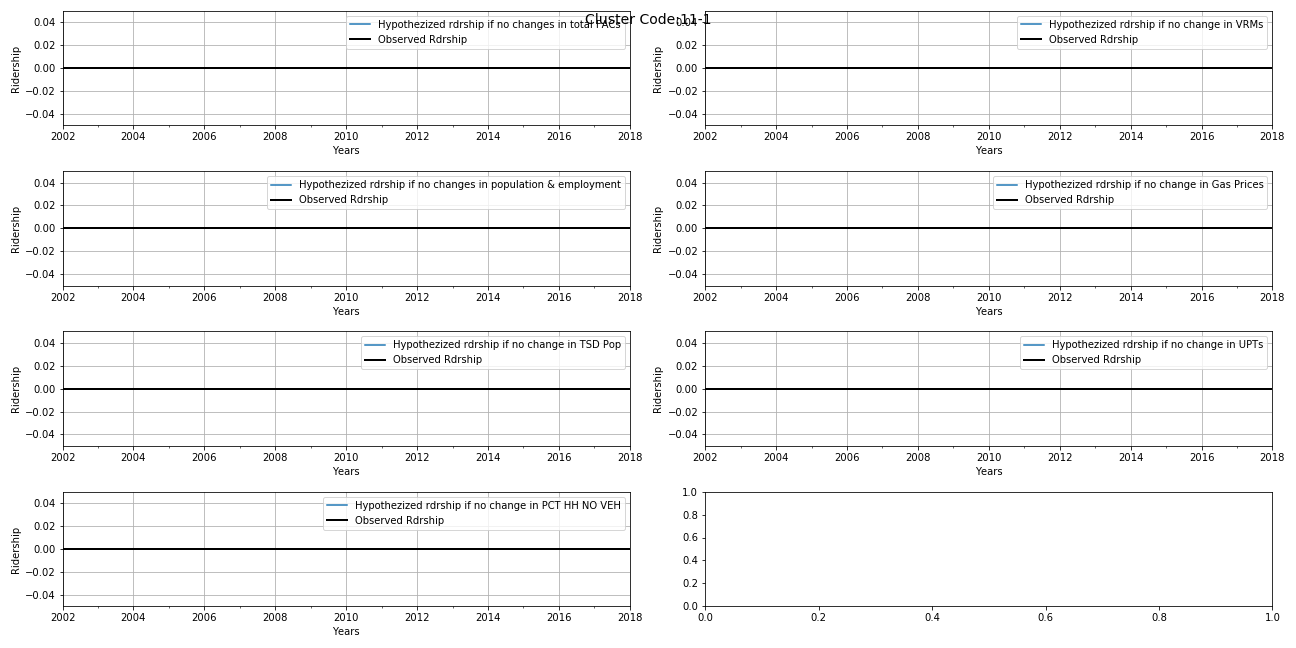 Cluster Code:11-1
Hypothezized rdrship if no changes in total FACs
Observed Rdrship
0.04
0.02
0.00
−0.02
−0.04
Ridership
2002 2004 2006 2008 2010 2012 2014 2016 2018
Years
Hypothezized rdrship if no change in VRMs
Observed Rdrship
0.04
0.02
0.00
−0.02
−0.04
Ridership
2002 2004 2006 2008 2010 2012 2014 2016 2018
Years
Hypothezized rdrship if no changes in population & employment
Observed Rdrship
0.04
0.02
0.00
−0.02
−0.04
Ridership
2002 2004 2006 2008 2010 2012 2014 2016 2018
Years
Hypothezized rdrship if no change in Gas Prices
Observed Rdrship
0.04
0.02
0.00
−0.02
−0.04
Ridership
2002 2004 2006 2008 2010 2012 2014 2016 2018
Years
Hypothezized rdrship if no change in TSD Pop
Observed Rdrship
0.04
0.02
0.00
−0.02
−0.04
Ridership
2002 2004 2006 2008 2010 2012 2014 2016 2018
Years
Hypothezized rdrship if no change in UPTs
Observed Rdrship
0.04
0.02
0.00
−0.02
−0.04
Ridership
2002 2004 2006 2008 2010 2012 2014 2016 2018
Years
Hypothezized rdrship if no change in PCT HH NO VEH
Observed Rdrship
0.04
0.02
0.00
−0.02
−0.04
Ridership
2002 2004 2006 2008 2010 2012 2014 2016 2018
Years
1.0
0.8
0.6
0.4
0.2
0.0
0.0 0.2 0.4 0.6 0.8 1.0